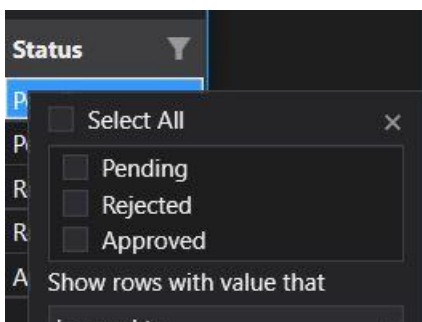 Status
Select All
Pending
Rejected
Approved
Show rows with value that